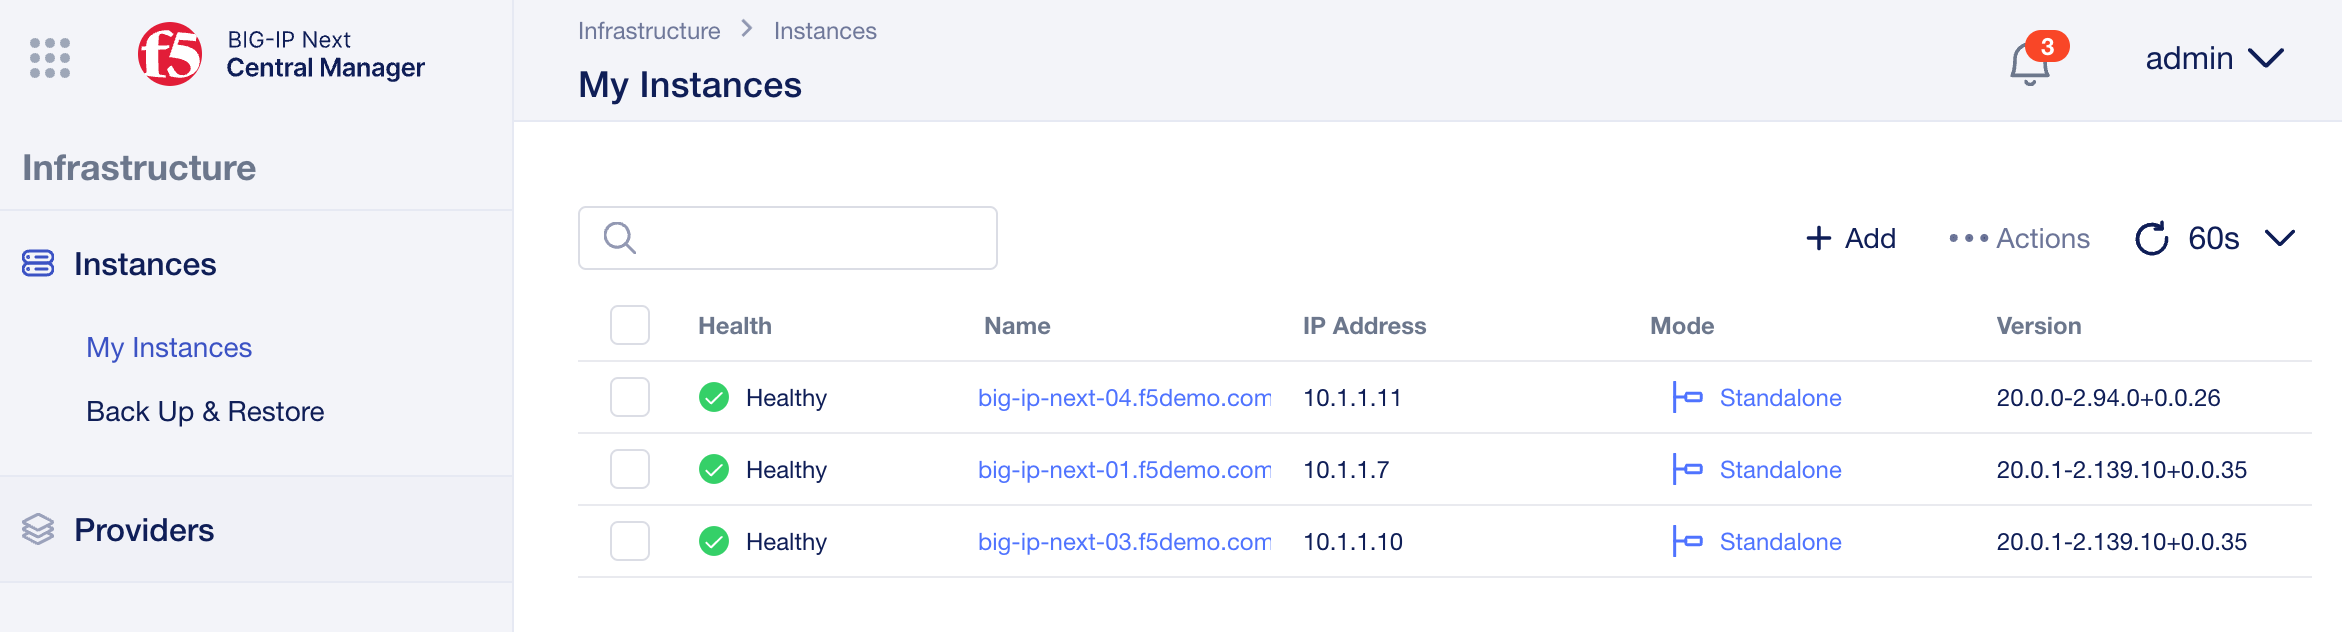 f5
BIG-IP Next
Central Manager
Infrastructure
Instances
My Instances
Back Up & Restore
Providers
Infrastructure > Instances
My Instances
3
admin
+ Add
••• Actions
60s
Health Name IP Address Mode Version
Healthy big-ip-next-04.f5demo.com 10.1.1.11 Standalone 20.0.0-2.94.0+0.0.26
Healthy big-ip-next-01.f5demo.com 10.1.1.7 Standalone 20.0.1-2.139.10+0.0.35
Healthy big-ip-next-03.f5demo.com 10.1.1.10 Standalone 20.0.1-2.139.10+0.0.35